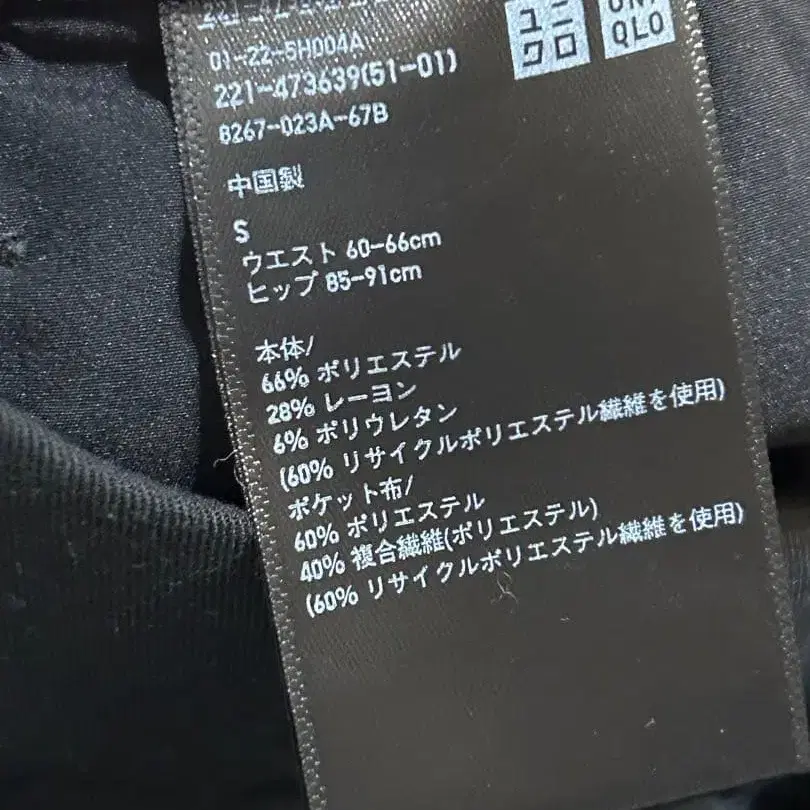 ユニ
クロ
UNI
QLO
01-22-5H004A
221-473639(51-01)
8267-023A-67B
中国製
S
ウエスト 60-66cm
ヒップ 85-91cm
本体/
66% ポリエステル
28% レーヨン
6% ポリウレタン
(60% リサイクルポリエステル繊維を使用)
ポケット布/
60% ポリエステル
40% 複合繊維(ポリエステル)
(60% リサイクルポリエステル繊維を使用)